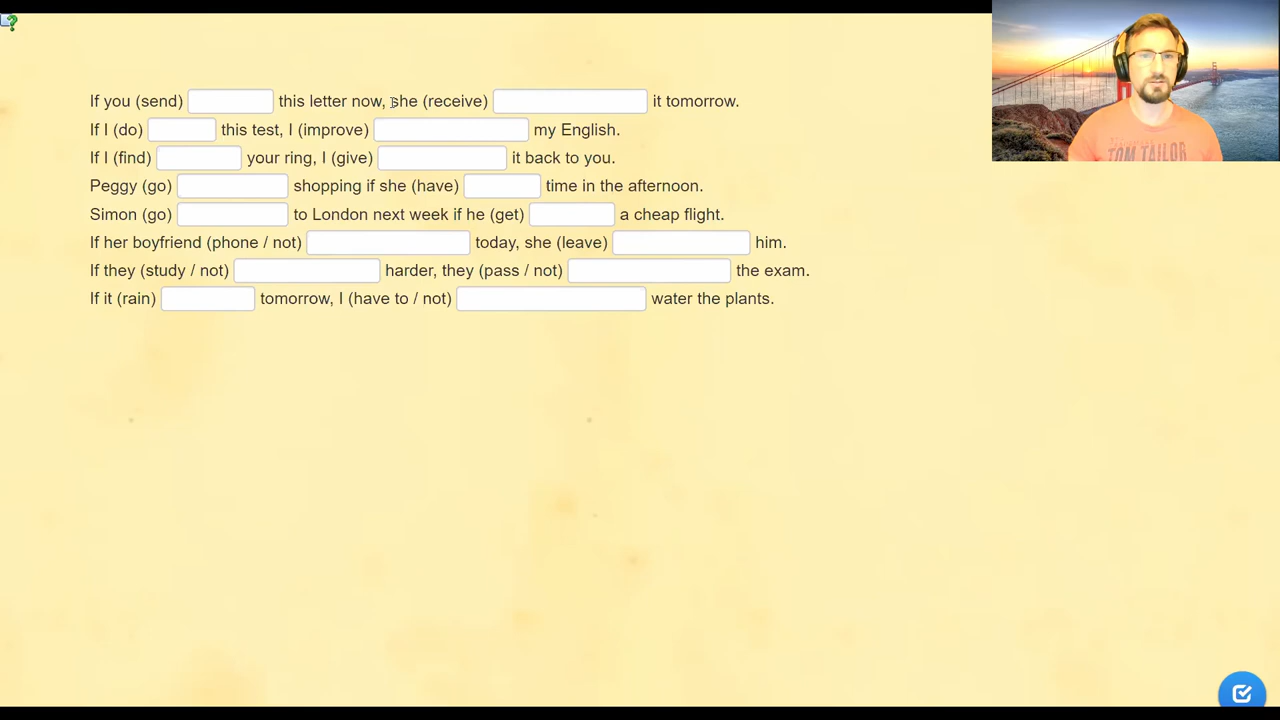 If you (send) this letter now, she (receive) it tomorrow.
If I (do) this test, I (improve) my English.
If I (find) your ring, I (give) it back to you.
Peggy (go) shopping if she (have) time in the afternoon.
Simon (go) to London next week if he (get) a cheap flight.
If her boyfriend (phone / not) today, she (leave) him.
If they (study / not) harder, they (pass / not) the exam.
If it (rain) tomorrow, I (have to / not) water the plants.
TOM TAILOR